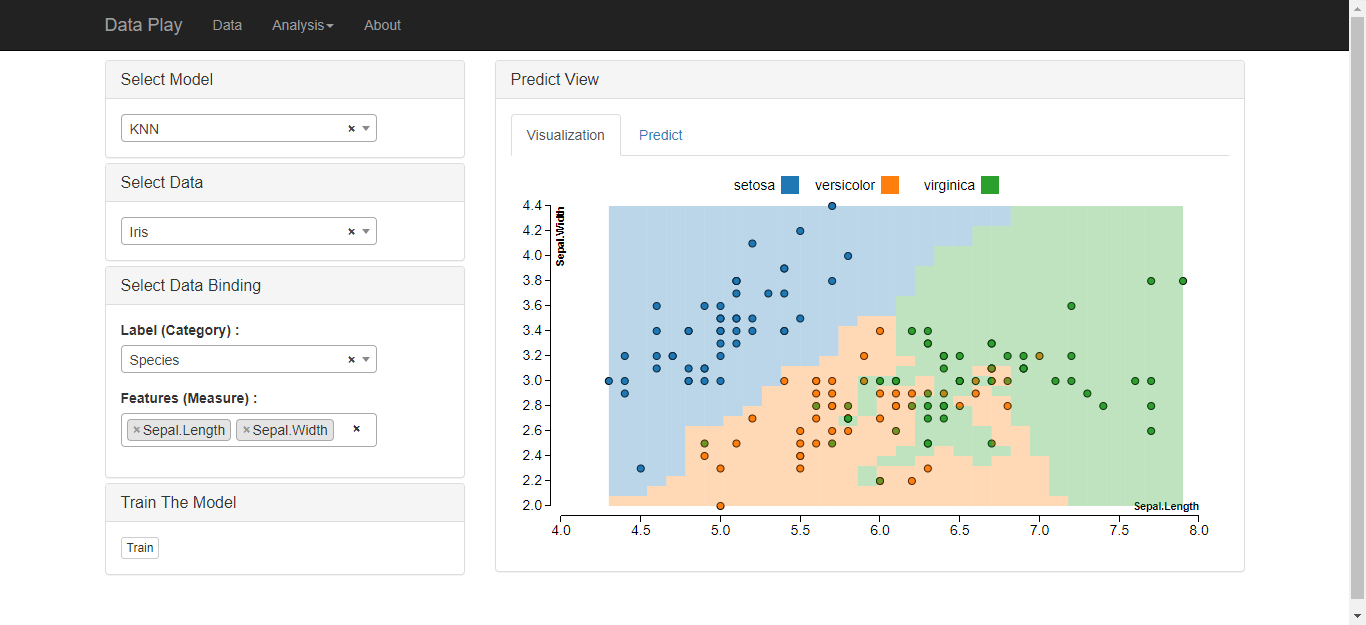 Data Play Data Analysis About
Select Model
KNN ×
Select Data
Iris ×
Select Data Binding
Label (Category) :
Species ×
Features (Measure) :
×Sepal.Length ×Sepal.Width ×
Train The Model
Train
Predict View
Visualization Predict
setosa versicolor virginica
4.4
4.2
4.0
3.8
3.6
3.4
3.2
3.0
2.8
2.6
2.4
2.2
2.0
Sepal.Width
Sepal.Length
4.0 4.5 5.0 5.5 6.0 6.5 7.0 7.5 8.0